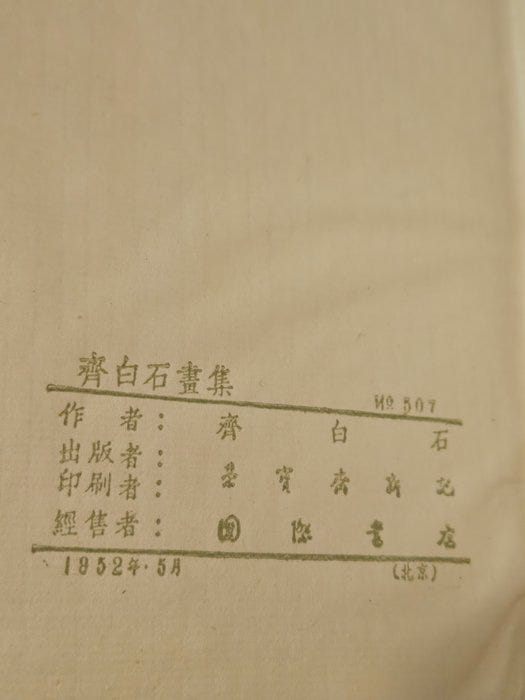 齊白石畫集
No 507
作者：齊白石
出版者：
印刷者：榮寳齋新記
經售者：國際書店
1952年·5月 (北京)